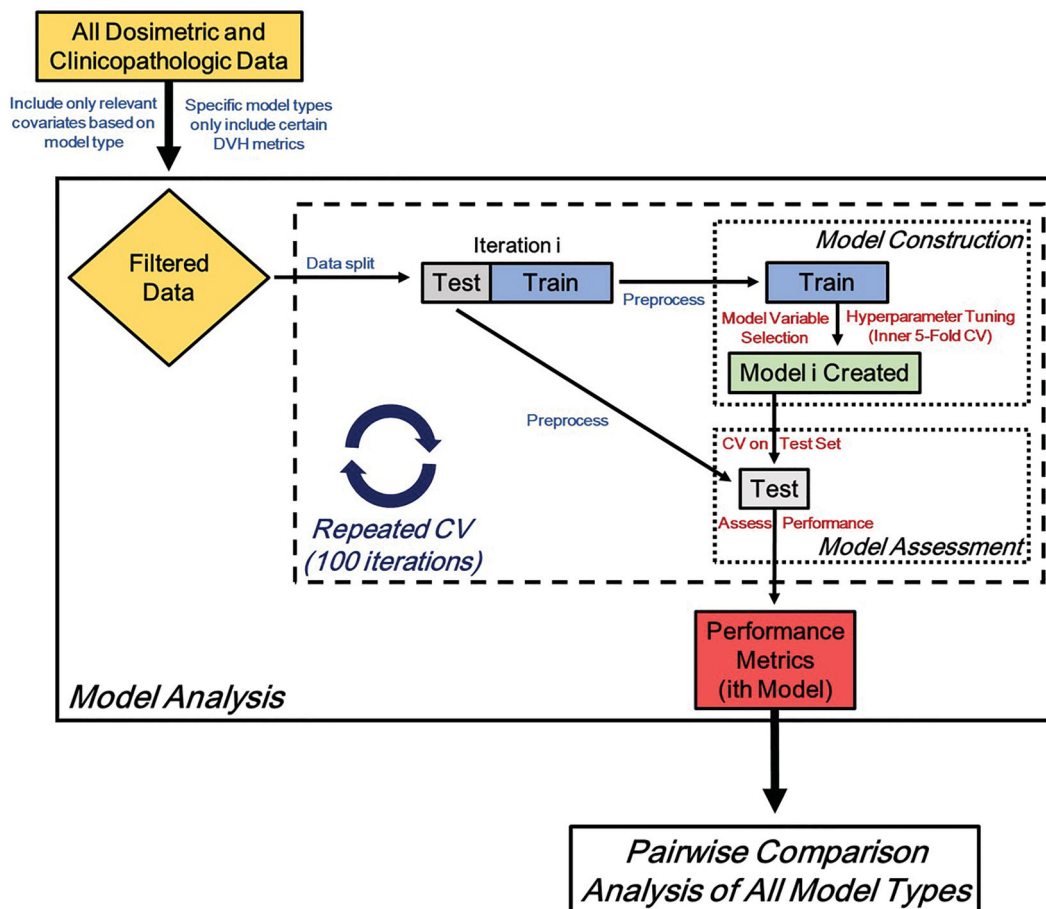 All Dosimetric and
Clinicopathologic Data
Include only relevant
covariates based on
model type
Specific model types
only include certain
DVH metrics
Filtered
Data
Data split
Iteration i
Test
Train
Preprocess
Preprocess
Model Construction
Train
Model Variable
Selection
Hyperparameter Tuning
(Inner 5-Fold CV)
Model i Created
CV on Test Set
Test
Assess Performance
Model Assessment
Repeated CV
(100 iterations)
Performance
Metrics
(ith Model)
Model Analysis
Pairwise Comparison
Analysis of All Model Types